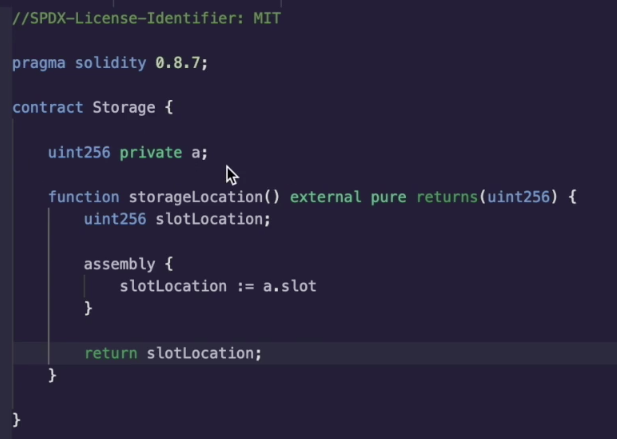 //SPDX-License-Identifier: MIT
pragma solidity 0.8.7;
contract Storage {
uint256 private a;
function storageLocation() external pure returns(uint256) {
uint256 slotLocation;
assembly {
slotLocation := a.slot
}
return slotLocation;
}
}